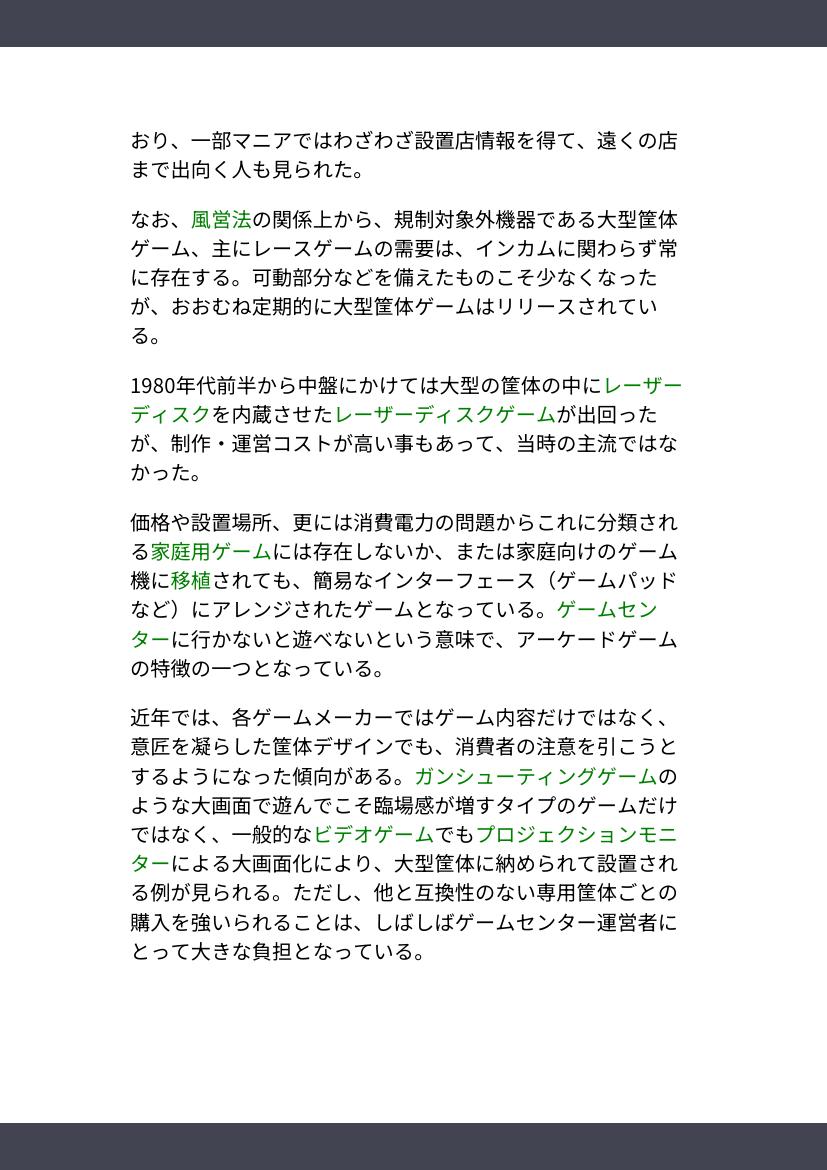 おり、一部マニアではわざわざ設置店情報を得て、遠くの店
まで出向く人も見られた。
なお、風営法の関係上から、規制対象外機器である大型筐体
ゲーム、主にレースゲームの需要は、インカムに関わらず常
に存在する。可動部分などを備えたものこそ少なくなった
が、おおむね定期的に大型筐体ゲームはリリースされてい
る。
1980年代前半から中盤にかけては大型の筐体の中にレーザー
ディスクを内蔵させたレーザーディスクゲームが出回った
が、制作・運営コストが高い事もあって、当時の主流ではな
かった。
価格や設置場所、更には消費電力の問題からこれに分類され
る家庭用ゲームには存在しないか、または家庭向けのゲーム
機に移植されても、簡易なインターフェース（ゲームパッド
など）にアレンジされたゲームとなっている。ゲームセン
ターに行かないと遊べないという意味で、アーケードゲーム
の特徴の一つとなっている。
近年では、各ゲームメーカーではゲーム内容だけではなく、
意匠を凝らした筐体デザインでも、消費者の注意を引こうと
するようになった傾向がある。ガンシューティングゲームの
ような大画面で遊んでこそ臨場感が増すタイプのゲームだけ
ではなく、一般的なビデオゲームでもプロジェクションモニ
ターによる大画面化により、大型筐体に納められて設置され
る例が見られる。ただし、他と互換性のない専用筐体ごとの
購入を強いられることは、しばしばゲームセンター運営者に
とって大きな負担となっている。